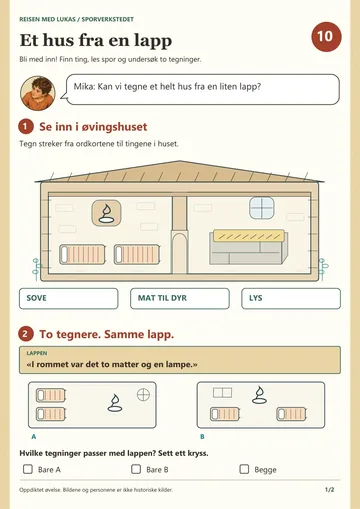 REISEN MED LUKAS / SPORVERKSTEDET
Et hus fra en lapp
10
Bli med inn! Finn ting, les spor og undersøk to tegninger.
Mika: Kan vi tegne et helt hus fra en liten lapp?
1 Se inn i øvingshuset
Tegn streker fra ordkortene til tingene i huset.
SOVE
MAT TIL DYR
LYS
2 To tegnere. Samme lapp.
LAPPEN
«I rommet var det to matter og en lampe.»
A
B
Hvilke tegninger passer med lappen? Sett ett kryss.
Bare A
Bare B
Begge
Oppdiktet øvelse. Bildene og personene er ikke historiske kilder.
1/2